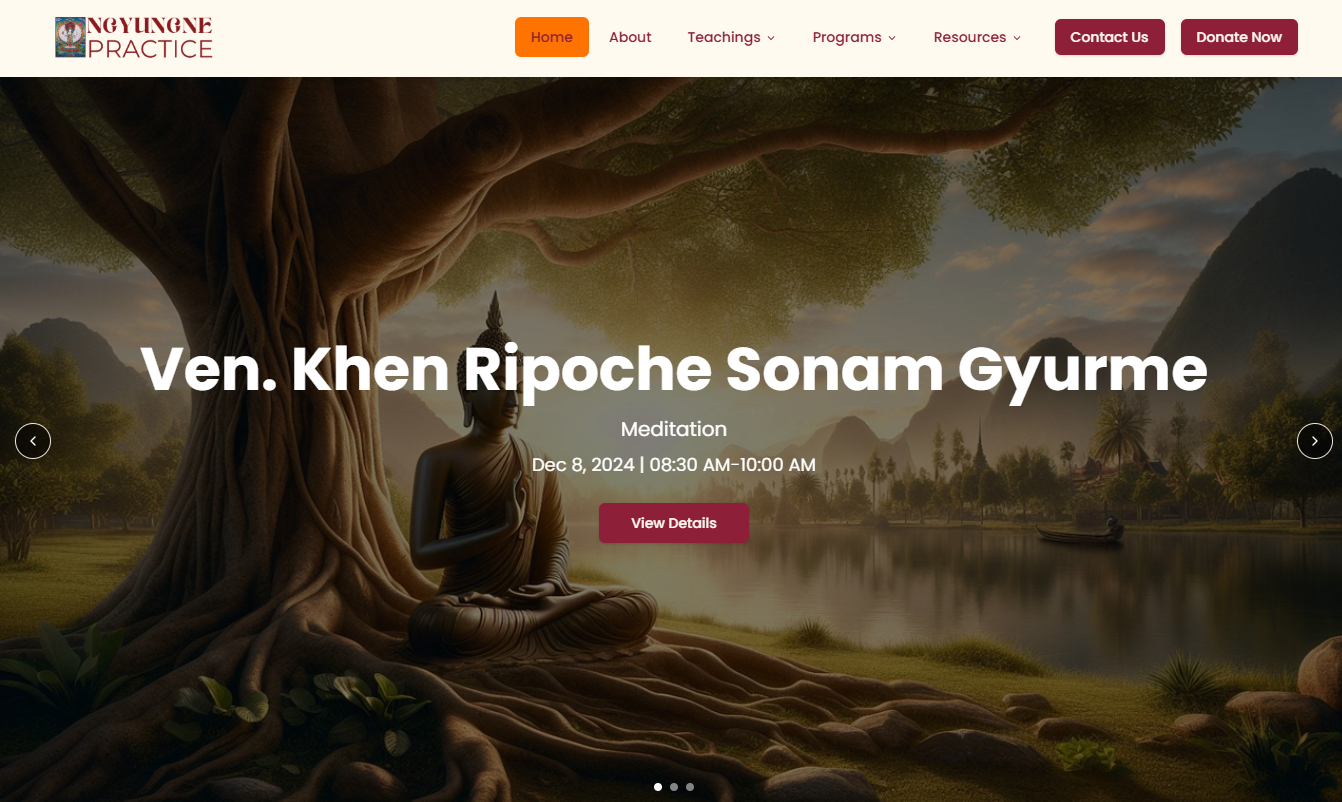 NGYUNGNE
PRACTICE
Home
About
Teachings
Programs
Resources
Contact Us
Donate Now
Ven. Khen Ripoche Sonam Gyurme
Meditation
Dec 8, 2024 | 08:30 AM-10:00 AM
View Details